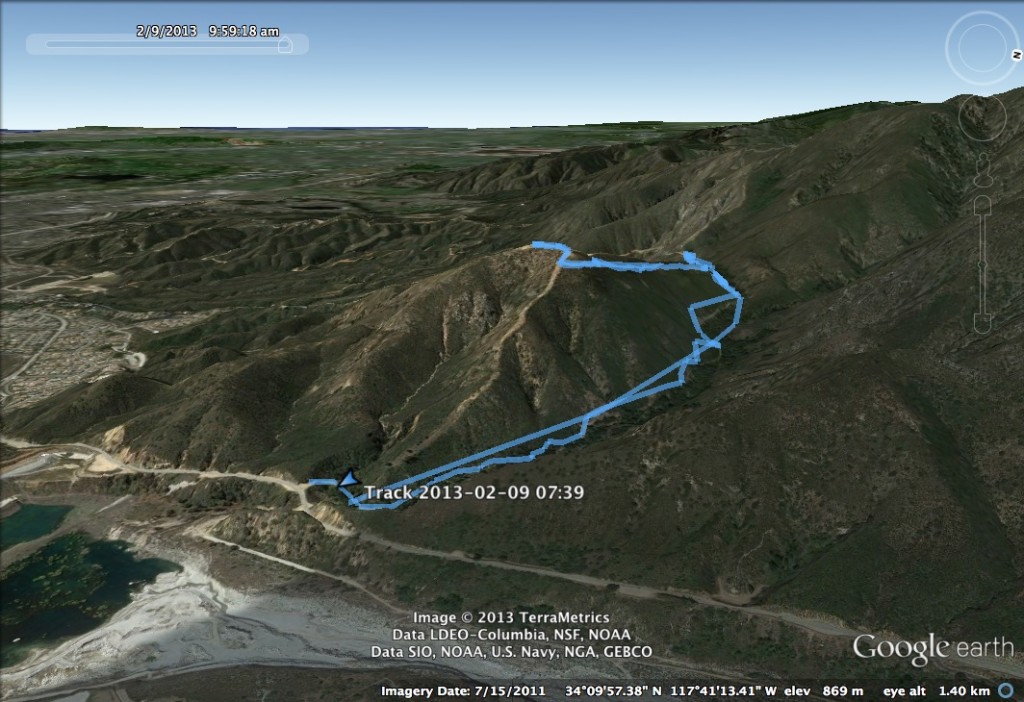 2/9/2013 9:59:18 am
N
Track 2013-02-09 07:39
Image © 2013 TerraMetrics
Data LDEO-Columbia, NSF, NOAA
Data SIO, NOAA, U.S. Navy, NGA, GEBCO
Google earth
Imagery Date: 7/15/2011 34°09'57.38" N 117°41'13.41" W elev 869 m eye alt 1.40 km